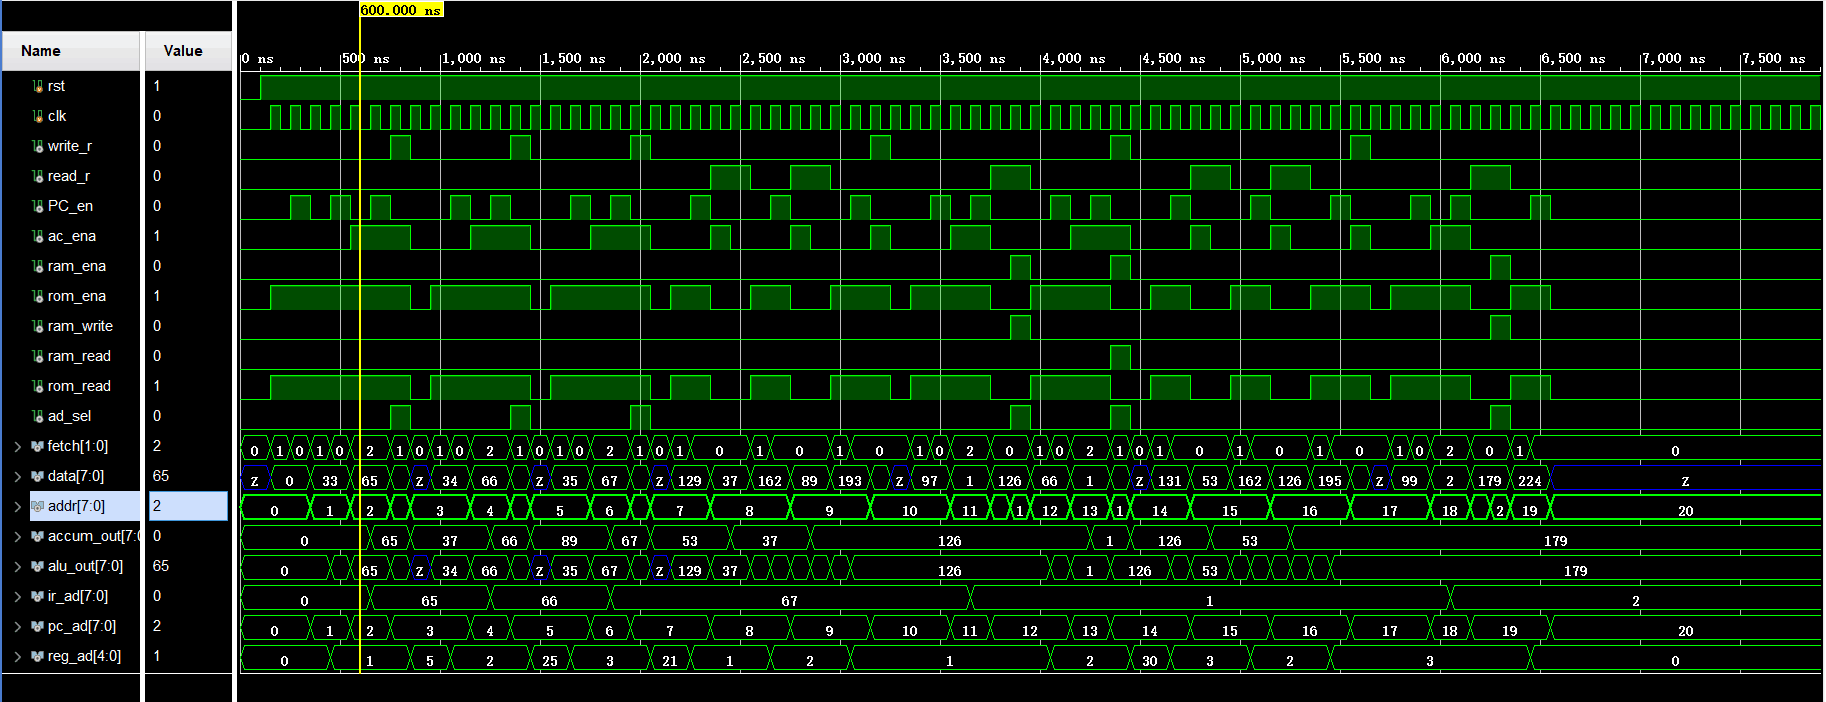 600.000 ns
Name Value
0 ns 500 ns 1,000 ns 1,500 ns 2,000 ns 2,500 ns 3,000 ns 3,500 ns 4,000 ns 4,500 ns 5,000 ns 5,500 ns 6,000 ns 6,500 ns 7,000 ns 7,500 ns
rst 1
clk 0
write_r 0
read_r 0
PC_en 0
ac_ena 1
ram_ena 0
rom_ena 1
ram_write 0
ram_read 0
rom_read 1
ad_sel 0
fetch[1:0] 2 0 1 0 1 0 2 1 0 1 0 2 1 0 1 0 2 1 0 1 0 1 0 1 0 1 0 2 0 1 0 2 1 0 1 0 1 0 1 0 1 0 2 0 1 0
data[7:0] 65 Z 0 33 65 Z 34 66 Z 35 67 Z 129 37 162 89 193 Z 97 1 126 66 1 Z 131 53 162 126 195 Z 99 2 179 224 Z
addr[7:0] 2 0 1 2 3 4 5 6 7 8 9 10 11 1 12 13 1 14 15 16 17 18 2 19 20
accum_out[7:0 0 0 65 37 66 89 67 53 37 126 1 126 53 179
alu_out[7:0] 65 0 65 Z 34 66 Z 35 67 Z 129 37 126 1 126 53 179
ir_ad[7:0] 0 0 65 66 67 1 2
pc_ad[7:0] 2 0 1 2 3 4 5 6 7 8 9 10 11 12 13 14 15 16 17 18 19 20
reg_ad[4:0] 1 0 1 5 2 25 3 21 1 2 1 2 30 3 2 3 0